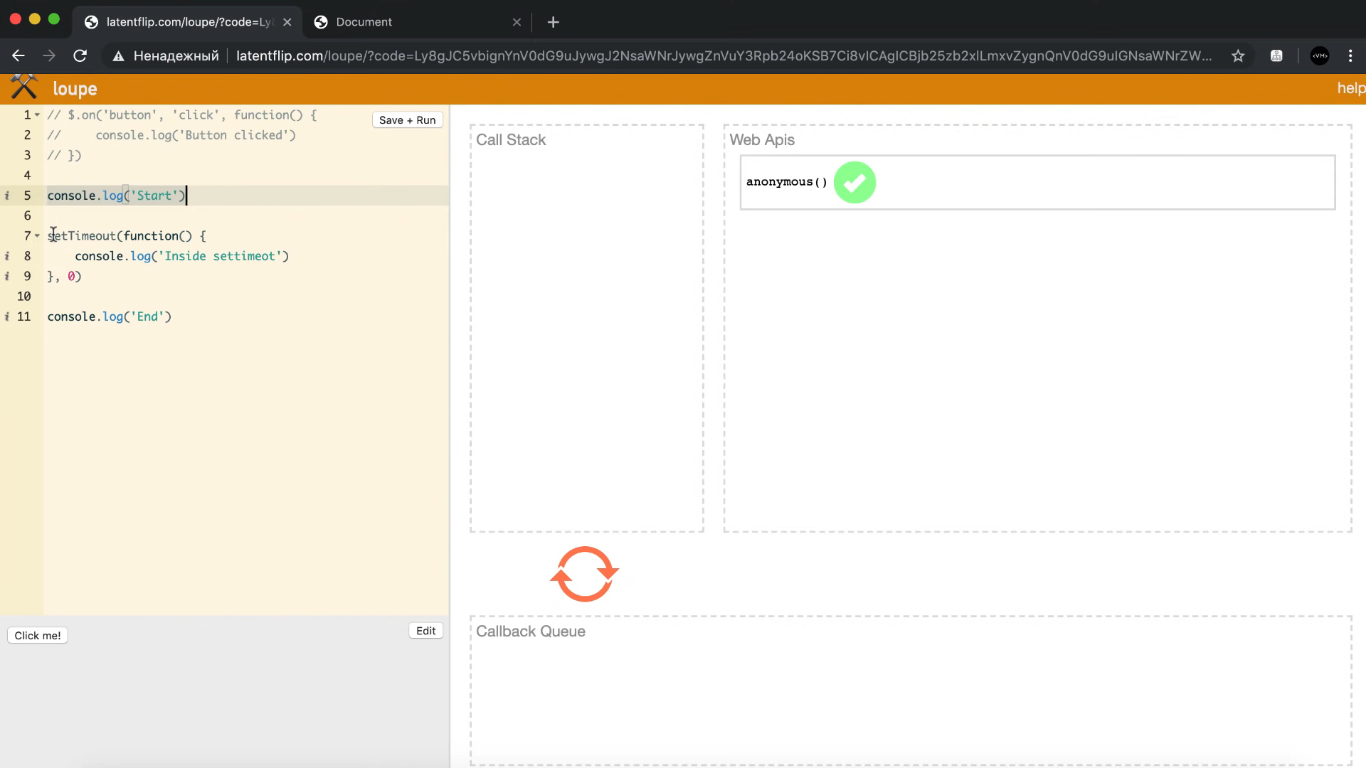 latentflip.com/loupe/?code=Ly
Document
Ненадежный
latentflip.com/loupe/?code=Ly8gJC5vbignYnV0dG9uJywgJ2NsaWNrJywgZnVuY3Rpb24oKSB7Ci8vICAgICBjb25zb2xlLmxvZygnQnV0dG9uIGNsaWNrZW...
loupe
help
1 // $.on('button', 'click', function() {
2 //     console.log('Button clicked')
3 // })
4
5 console.log('Start')
6
7 setTimeout(function() {
8     console.log('Inside settimeot')
9 }, 0)
10
11 console.log('End')
Save + Run
Call Stack
Web Apis
anonymous()
Click me!
Edit
Callback Queue